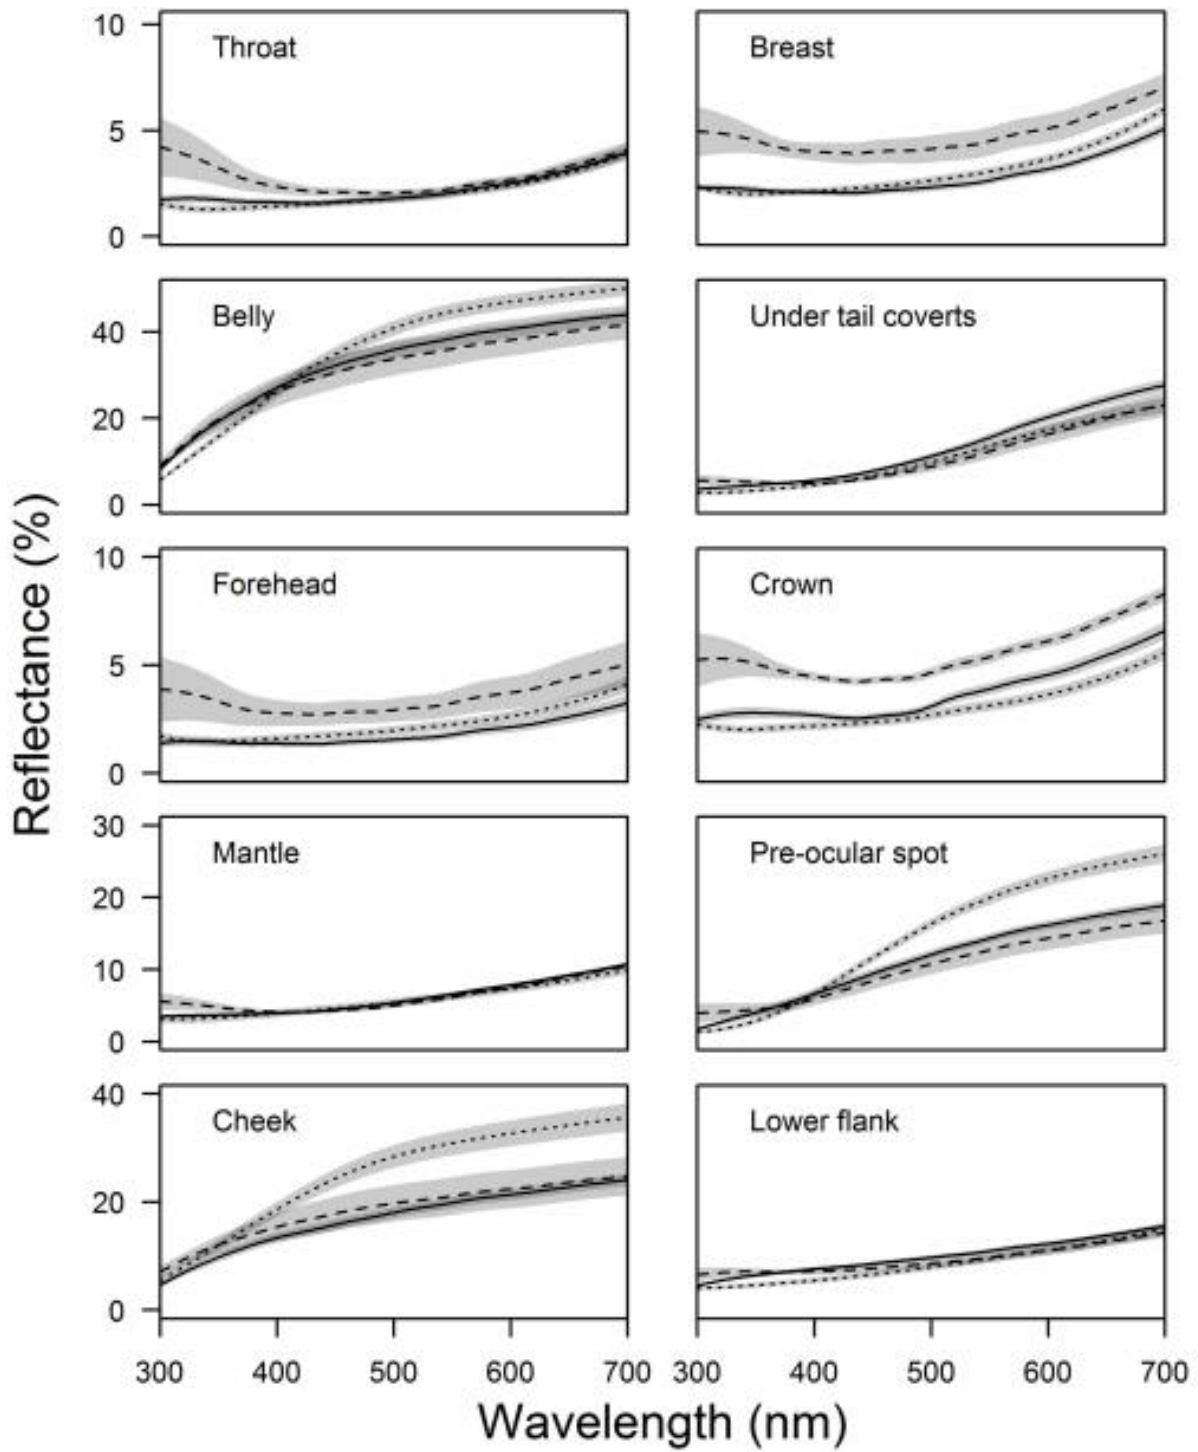 Reflectance (%)
10
5
0
Throat
Breast
40
20
0
Belly
Under tail coverts
10
5
0
Forehead
Crown
30
20
10
0
Mantle
Pre-ocular spot
40
20
0
Cheek
Lower flank
300 400 500 600 700 300 400 500 600 700
Wavelength (nm)